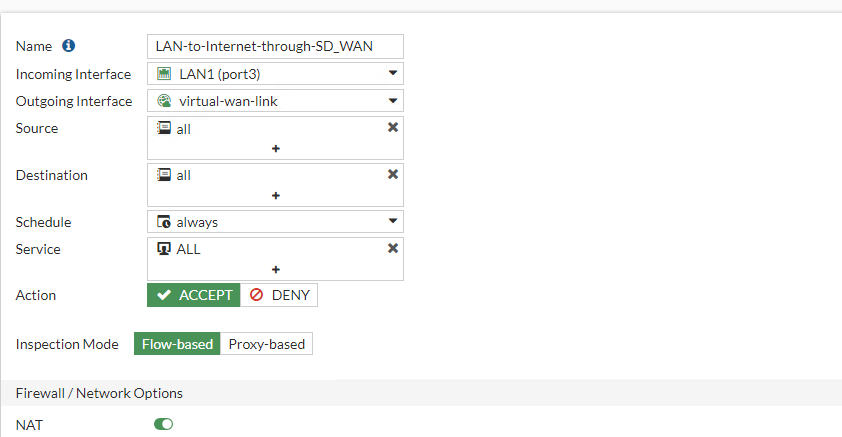 Name LAN-to-Internet-through-SD_WAN
Incoming Interface LAN1 (port3)
Outgoing Interface virtual-wan-link
Source all
+
Destination all
+
Schedule always
Service ALL
+
Action ACCEPT DENY
Inspection Mode Flow-based Proxy-based
Firewall / Network Options
NAT